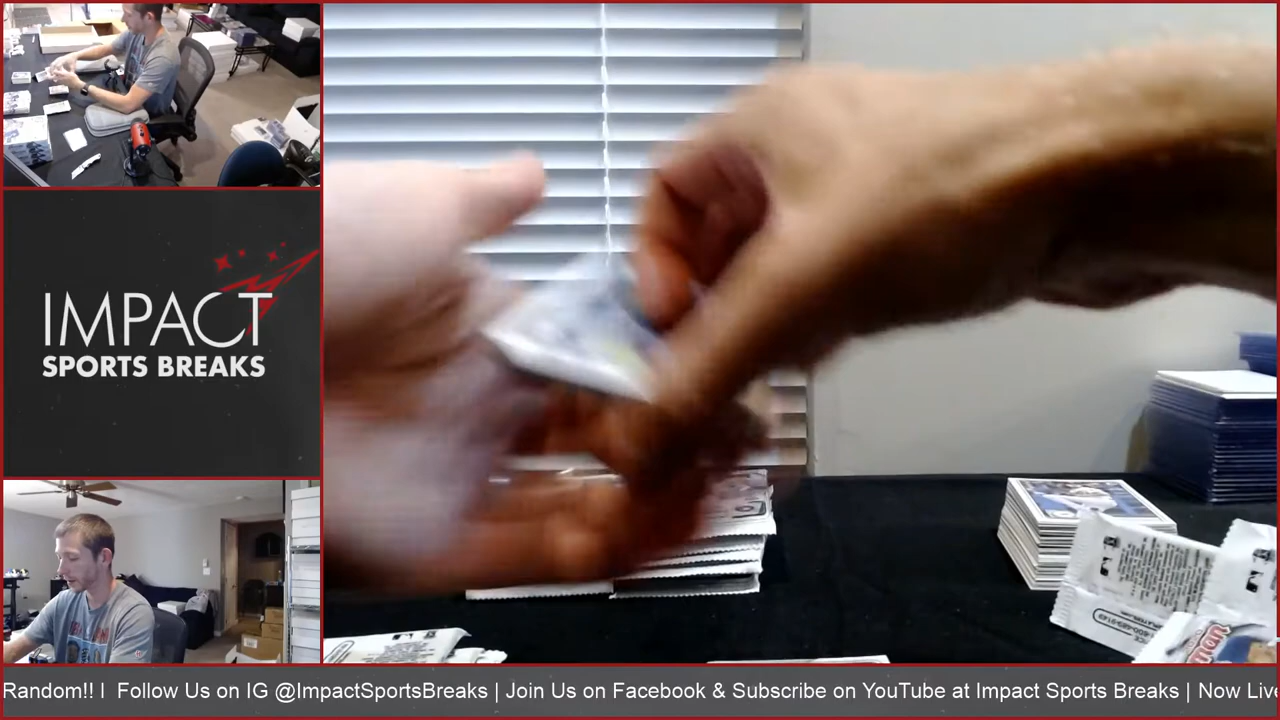 IMPACT
SPORTS BREAKS
Random!! I Follow Us on IG @ImpactSportsBreaks | Join Us on Facebook & Subscribe on YouTube at Impact Sports Breaks | Now Live